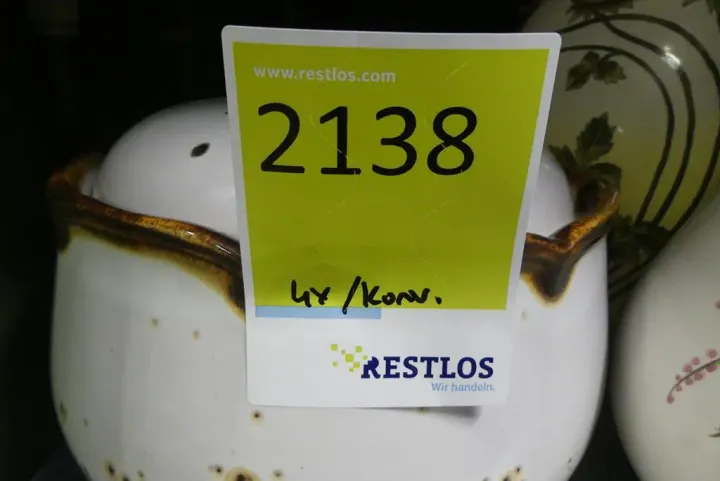 www.restlos.com
2138
4x /Konv.
RESTLOS
Wir handeln.